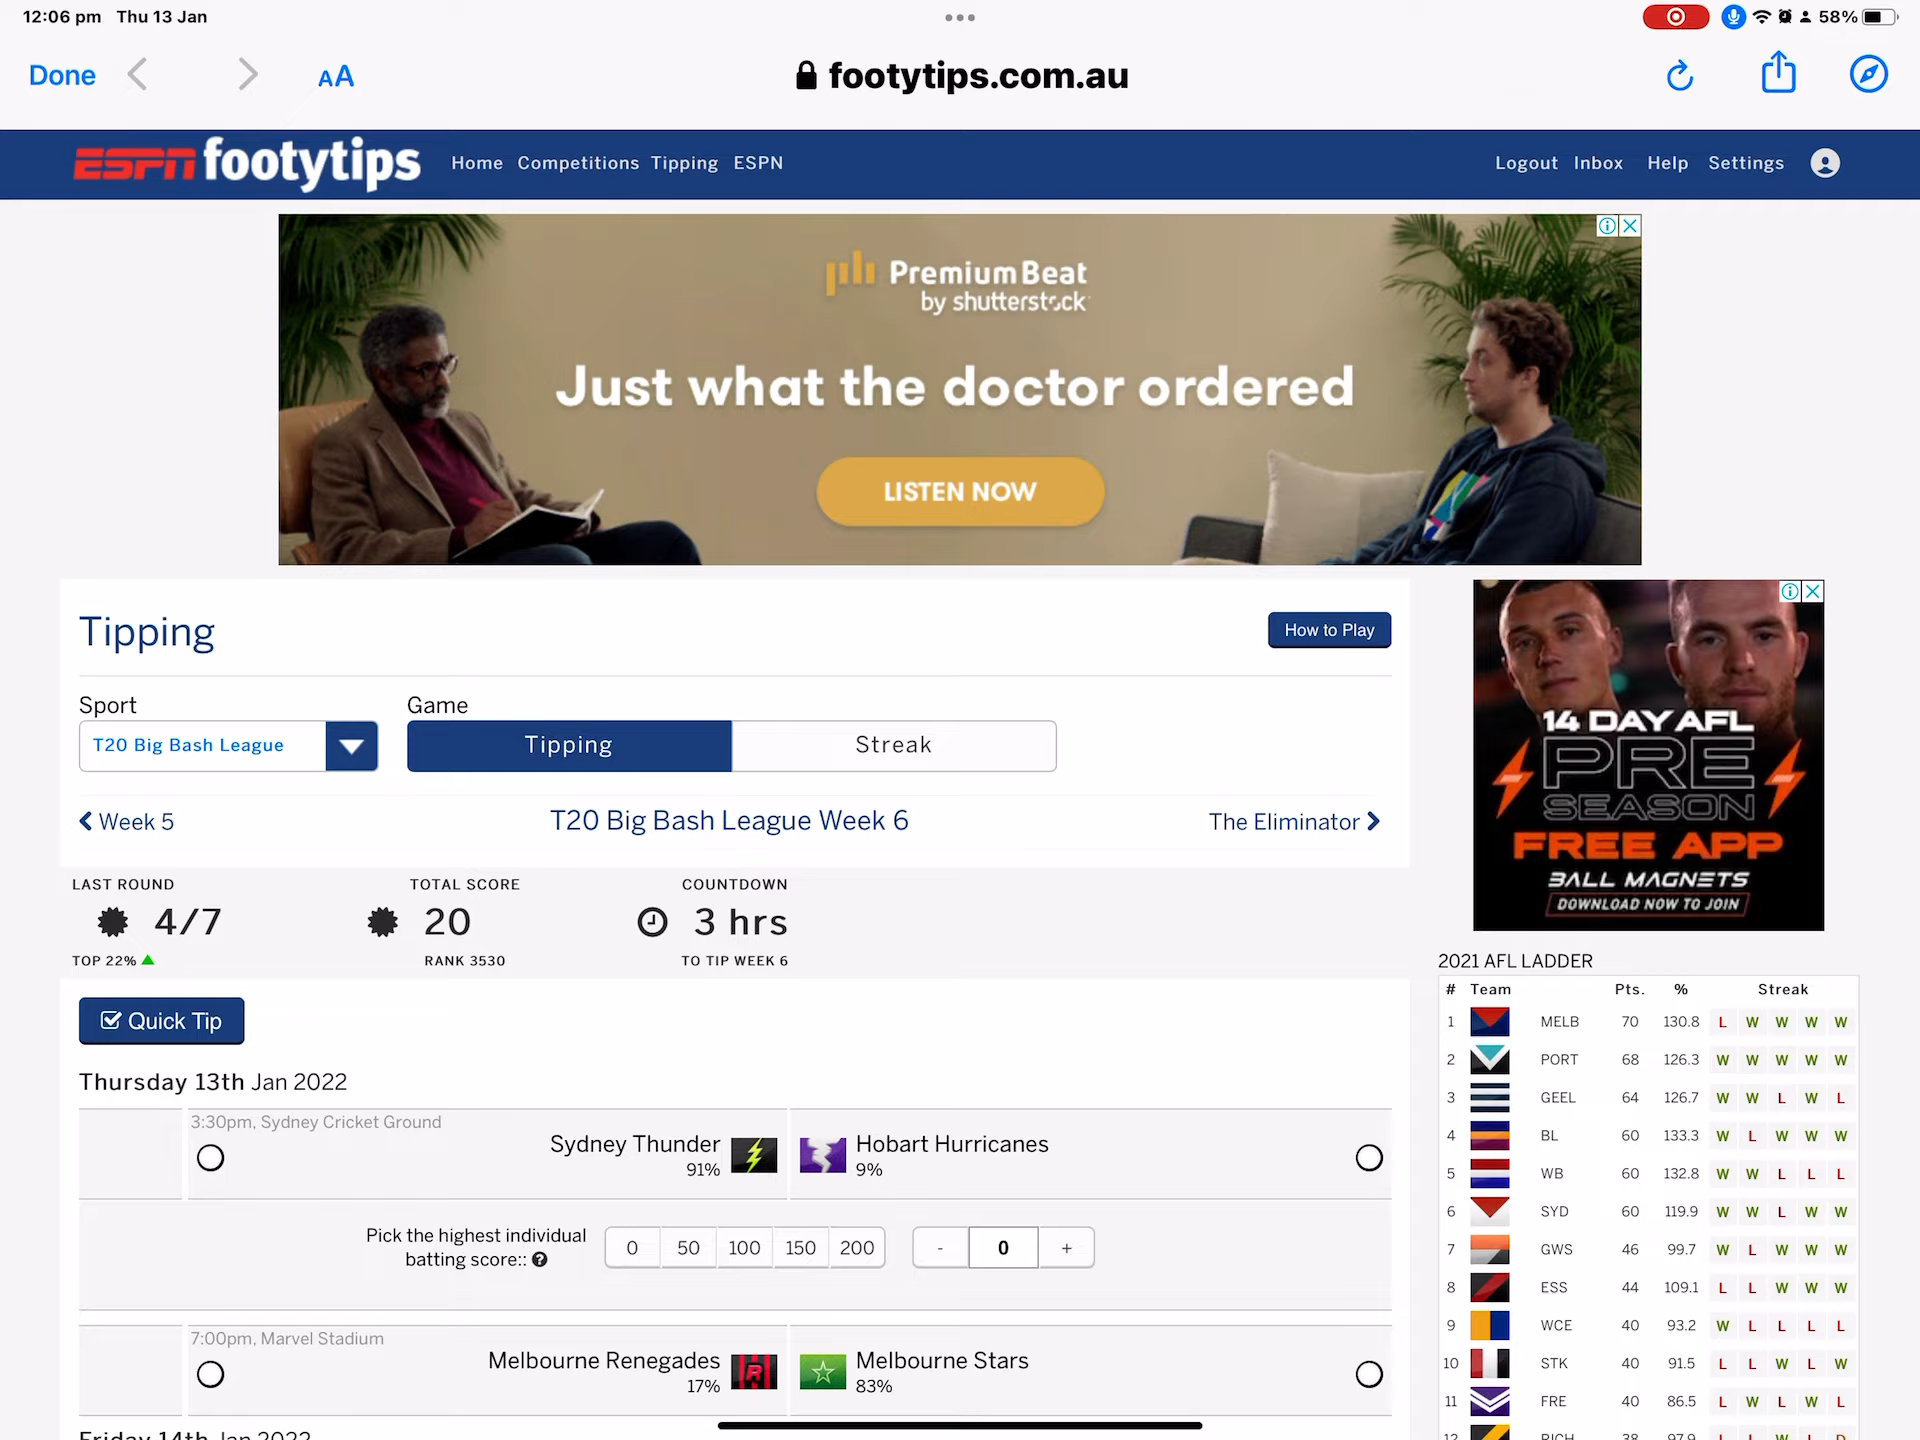 12:06 pm Thu 13 Jan
58%
Done
AA
footytips.com.au
ESPN footytips
Home Competitions Tipping ESPN
Logout Inbox Help Settings
PremiumBeat
by shutterstock
Just what the doctor ordered
LISTEN NOW
Tipping
How to Play
Sport
Game
T20 Big Bash League
Tipping
Streak
Week 5
T20 Big Bash League Week 6
The Eliminator
LAST ROUND
TOTAL SCORE
COUNTDOWN
4/7
20
3 hrs
TOP 22%
RANK 3530
TO TIP WEEK 6
Quick Tip
Thursday 13th Jan 2022
3:30pm, Sydney Cricket Ground
Sydney Thunder
91%
Hobart Hurricanes
9%
Pick the highest individual
batting score:: ?
0 50 100 150 200
- 0 +
7:00pm, Marvel Stadium
Melbourne Renegades
17%
R
Melbourne Stars
83%
Friday 14th Jan 2022
14 DAY AFL
PRE
SEASON
FREE APP
BALL MAGNETS
DOWNLOAD NOW TO JOIN
2021 AFL LADDER
# Team Pts. % Streak
1 MELB 70 130.8 L W W W W
2 PORT 68 126.3 W W W W W
3 GEEL 64 126.7 W W L W L
4 BL 60 133.3 W L W W W
5 WB 60 132.8 W W L L L
6 SYD 60 119.9 W W L W W
7 GWS 46 99.7 W L W W W
8 ESS 44 109.1 L L W W W
9 WCE 40 93.2 W L L L L
10 STK 40 91.5 L L W L W
11 FRE 40 86.5 L W L W L
12 RICH 38 97.9 L L W L D